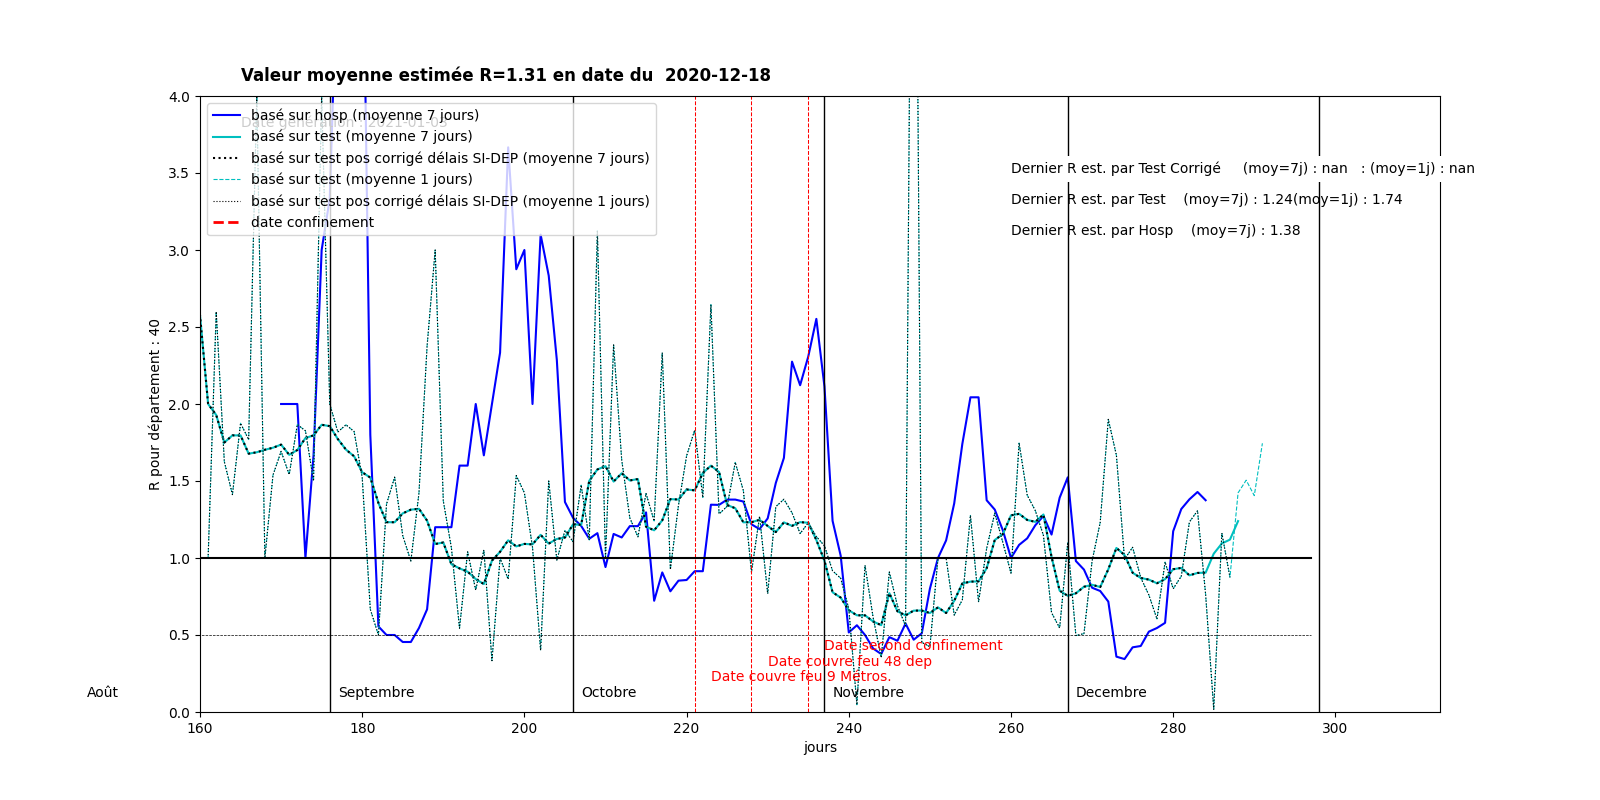 Valeur moyenne estimée R=1.31 en date du  2020-12-18
Date génération : 2021-01-03
basé sur hosp (moyenne 7 jours)
basé sur test (moyenne 7 jours)
basé sur test pos corrigé délais SI-DEP (moyenne 7 jours)
basé sur test (moyenne 1 jours)
basé sur test pos corrigé délais SI-DEP (moyenne 1 jours)
date confinement
Dernier R est. par Test Corrigé     (moy=7j) : nan   : (moy=1j) : nan
Dernier R est. par Test    (moy=7j) : 1.24(moy=1j) : 1.74
Dernier R est. par Hosp    (moy=7j) : 1.38
R pour département : 40
4.0
3.5
3.0
2.5
2.0
1.5
1.0
0.5
0.0
Date second confinement
Date couvre feu 48 dep
Date couvre feu 9 Métros.
Août
Septembre
Octobre
Novembre
Decembre
160 180 200 220 240 260 280 300
jours